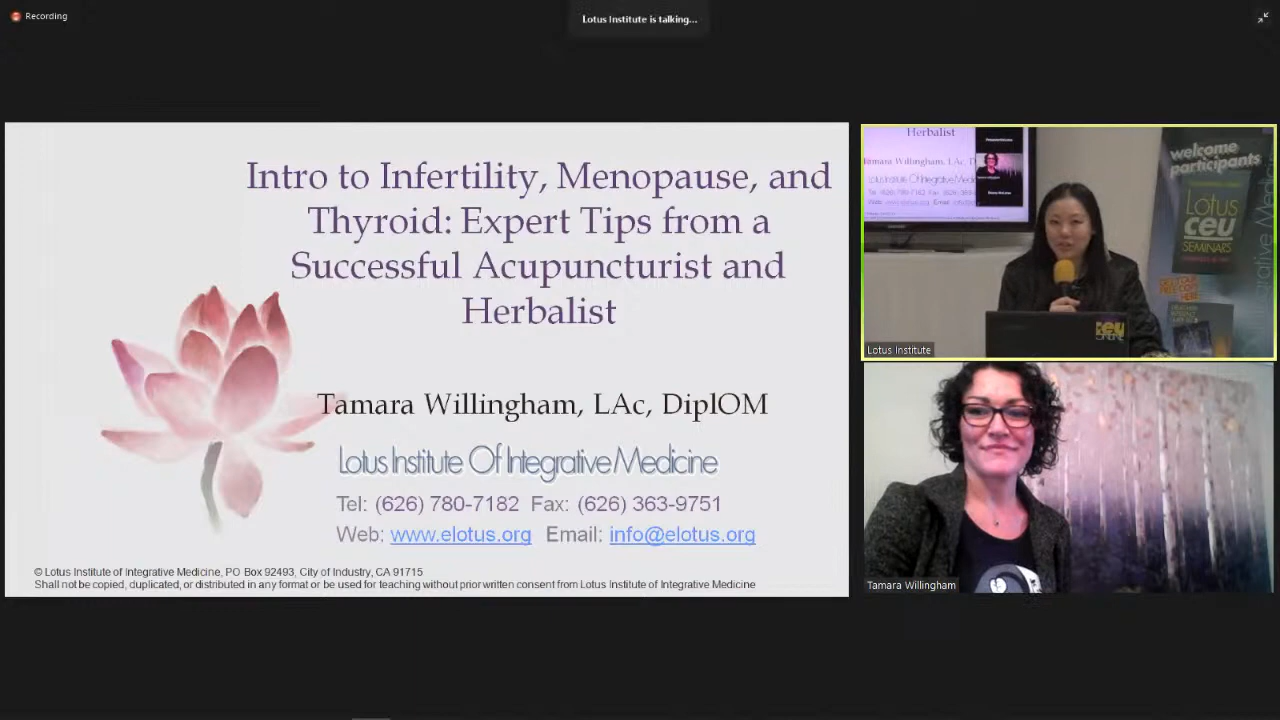 Recording
Lotus Institute is talking...
Intro to Infertility, Menopause, and
Thyroid: Expert Tips from a
Successful Acupuncturist and
Herbalist
Tamara Willingham, LAc, DiplOM
Lotus Institute Of Integrative Medicine
Tel: (626) 780-7182 Fax: (626) 363-9751
Web: www.elotus.org Email: info@elotus.org
© Lotus Institute of Integrative Medicine, PO Box 92493, City of Industry, CA 91715
Shall not be copied, duplicated, or distributed in any format or be used for teaching without prior written consent from Lotus Institute of Integrative Medicine
Herbalist
Willingham, LAc, D
welcome
participants
Lotus
ceu
SEMINARS
ceu
Lotus Institute
Tamara Willingham